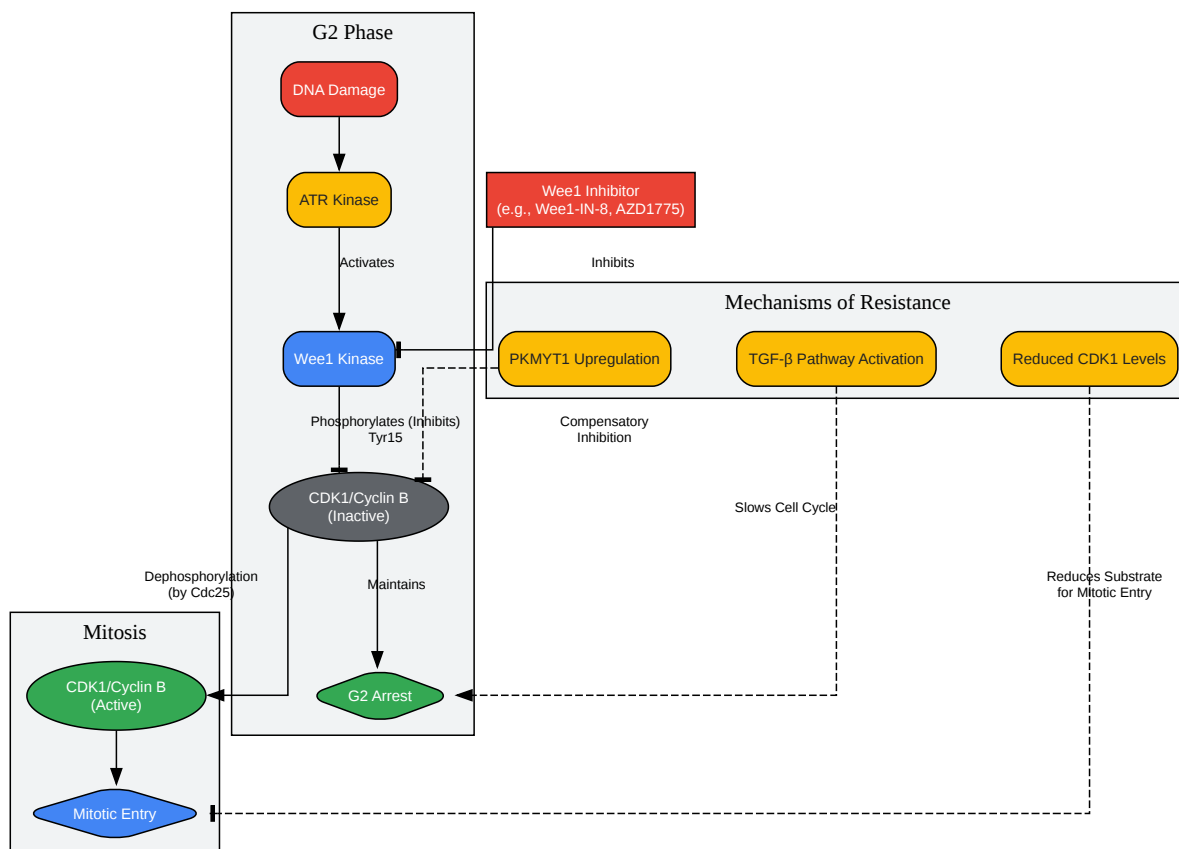 G2 Phase
DNA Damage
ATR Kinase
Wee1 Inhibitor
(e.g., Wee1-IN-8, AZD1775)
Activates
Inhibits
Mechanisms of Resistance
Wee1 Kinase
PKMYT1 Upregulation
TGF-β Pathway Activation
Reduced CDK1 Levels
Phosphorylates (Inhibits)
Tyr15
Compensatory
Inhibition
CDK1/Cyclin B
(Inactive)
Slows Cell Cycle
Dephosphorylation
(by Cdc25)
Maintains
Reduces Substrate
for Mitotic Entry
Mitosis
CDK1/Cyclin B
(Active)
G2 Arrest
Mitotic Entry